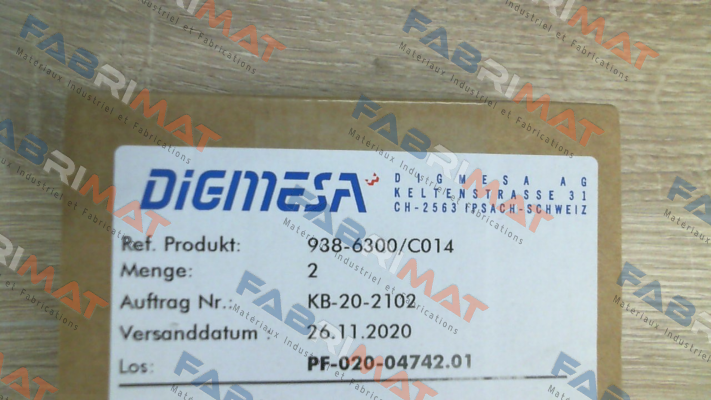 DiGMESA
DIGMESA AG
KELTENSTRASSE 31
CH-2563 IPSACH-SCHWEIZ
Ref. Produkt: 938-6300/C014
Menge: 2
Auftrag Nr.: KB-20-2102
Versanddatum : 26.11.2020
Los: PF-020-04742.01
FABRIMAT
Matériaux Industriel et Fabrications